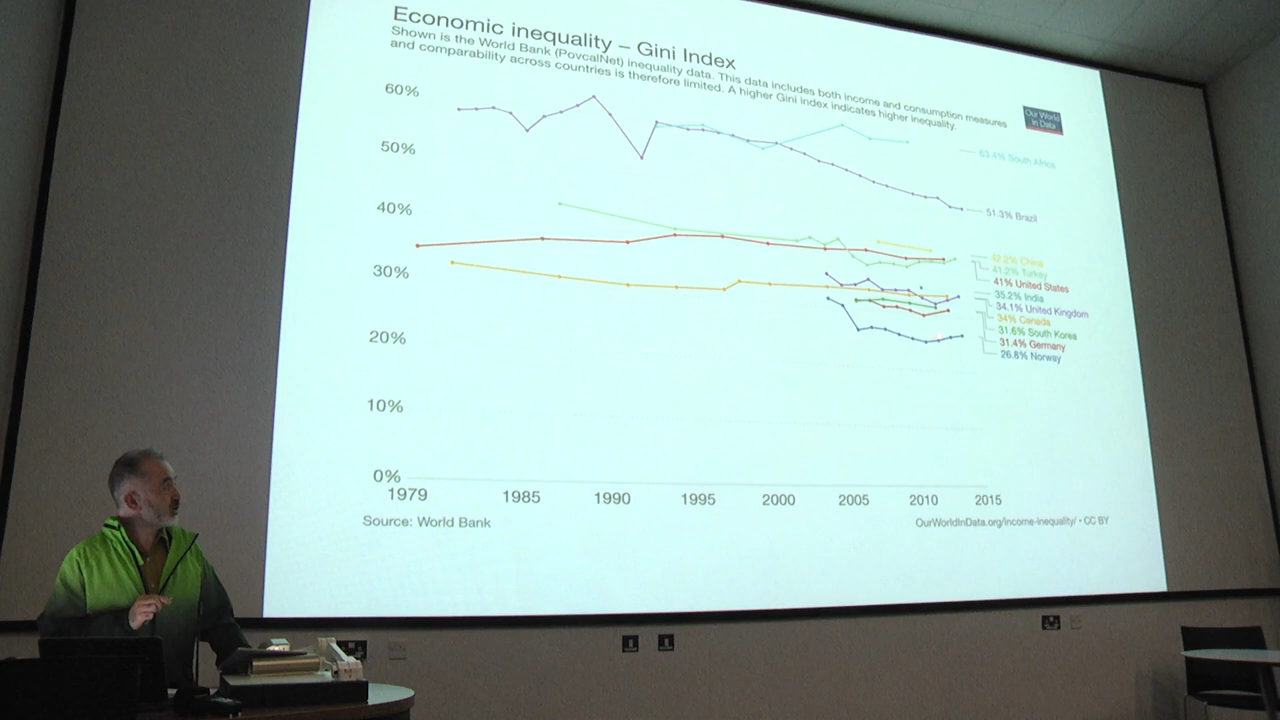 Economic inequality – Gini Index
Shown is the World Bank (PovcalNet) inequality data. This data includes both income and consumption measures
and comparability across countries is therefore limited. A higher Gini index indicates higher inequality.
Our World
in Data
60%
50%
40%
30%
20%
10%
0%
63.4% South Africa
51.3% Brazil
42.2% China
41.2% Turkey
41% United States
35.2% India
34.1% United Kingdom
34% Canada
31.6% South Korea
31.4% Germany
26.8% Norway
1979
1985
1990
1995
2000
2005
2010
2015
Source: World Bank
OurWorldInData.org/income-inequality/ • CC BY